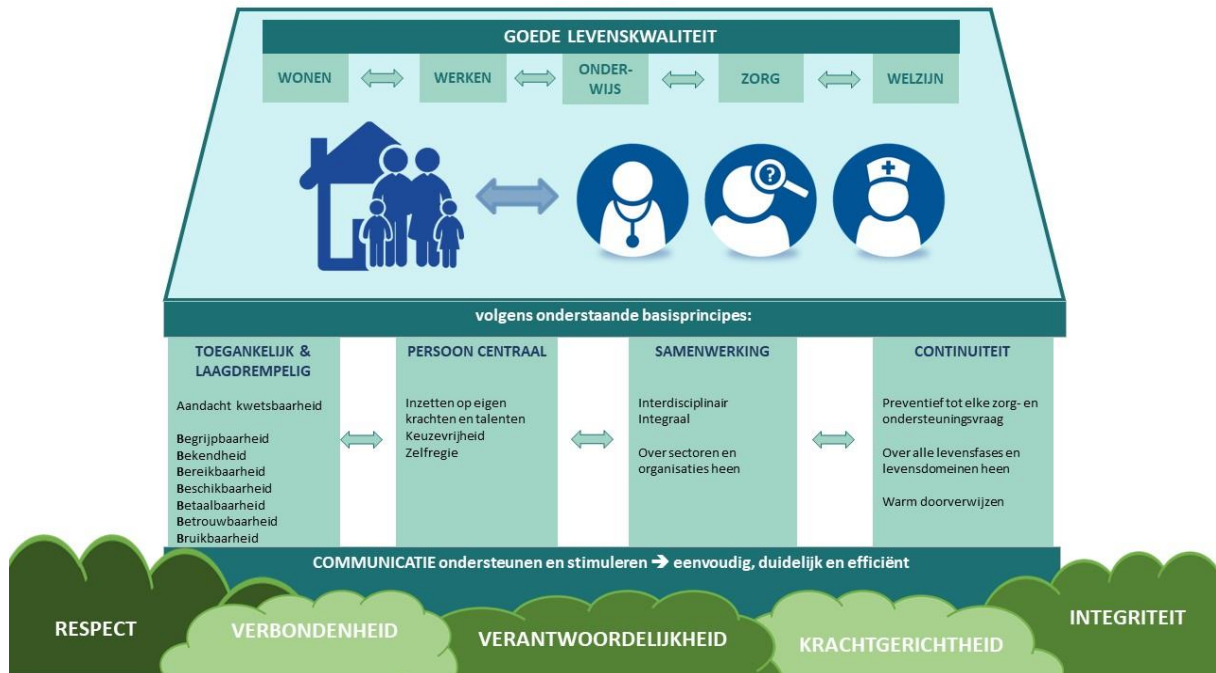 GOEDE LEVENSKWALITEIT
WONEN
WERKEN
ONDER-
WIJS
ZORG
WELZIJN
?
volgens onderstaande basisprincipes:
TOEGANKELIJK &
LAAGDREMPELIG
Aandacht kwetsbaarheid
Begrijpbaarheid
Bekendheid
Bereikbaarheid
Beschikbaarheid
Betaalbaarheid
Betrouwbaarheid
Bruikbaarheid
PERSOON CENTRAAL
Inzetten op eigen
krachten en talenten
Keuzevrijheid
Zelfregie
SAMENWERKING
Interdisciplinair
Integraal
Over sectoren en
organisaties heen
CONTINUITEIT
Preventief tot elke zorg- en
ondersteuningsvraag
Over alle levensfases en
levensdomeinen heen
Warm doorverwijzen
COMMUNICATIE ondersteunen en stimuleren ➔ eenvoudig, duidelijk en efficiënt
RESPECT
VERBONDENHEID
VERANTWOORDELIJKHEID
KRACHTGERICHTHEID
INTEGRITEIT